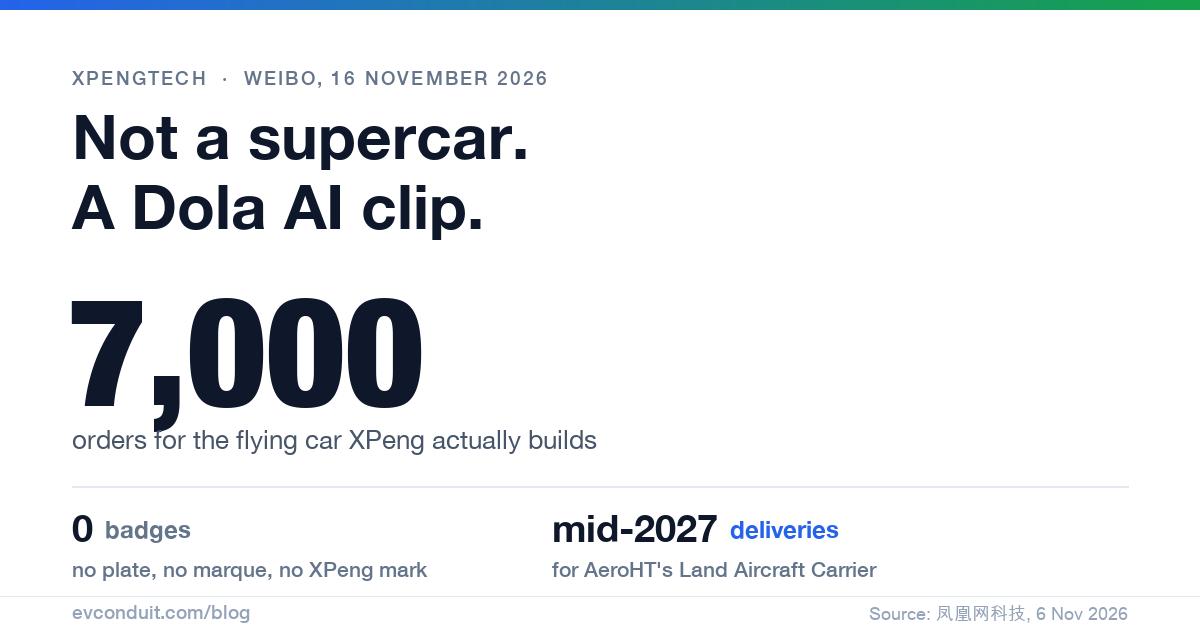 XPENGTECH · WEIBO, 16 NOVEMBER 2026
Not a supercar.
A Dola AI clip.
7,000
orders for the flying car XPeng actually builds
0 badges
no plate, no marque, no XPeng mark
mid-2027 deliveries
for AeroHT's Land Aircraft Carrier
evconduit.com/blog
Source: 凤凰网科技, 6 Nov 2026